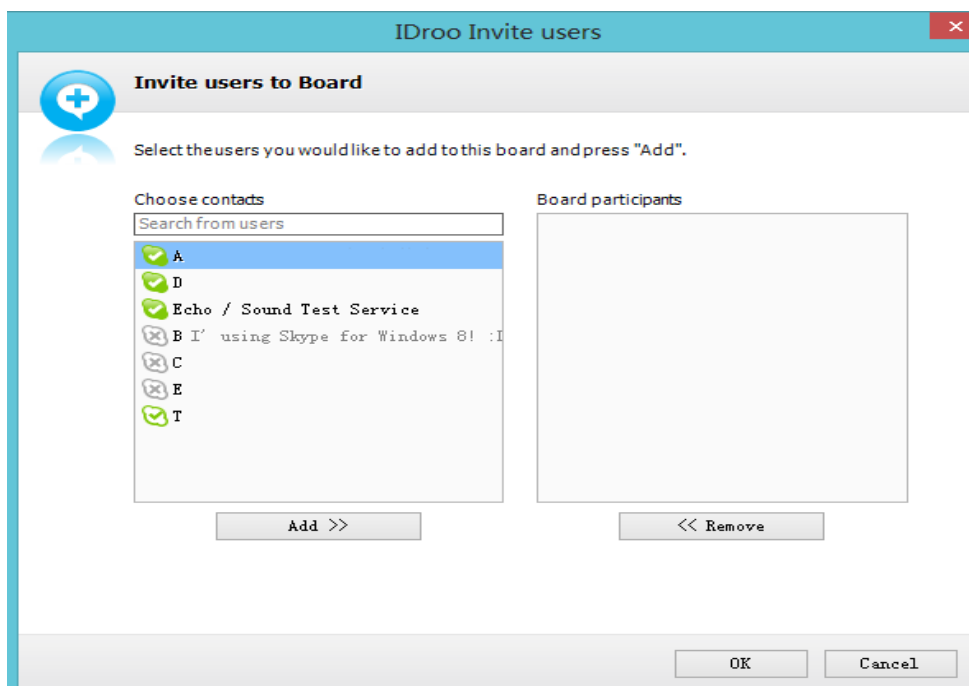 IDroo Invite users
Invite users to Board
Select the users you would like to add to this board and press "Add".
Choose contacts
Board participants
Search from users
A
D
Echo / Sound Test Service
B I' using Skype for Windows 8! :I
C
E
T
Add >>
<< Remove
OK
Cancel